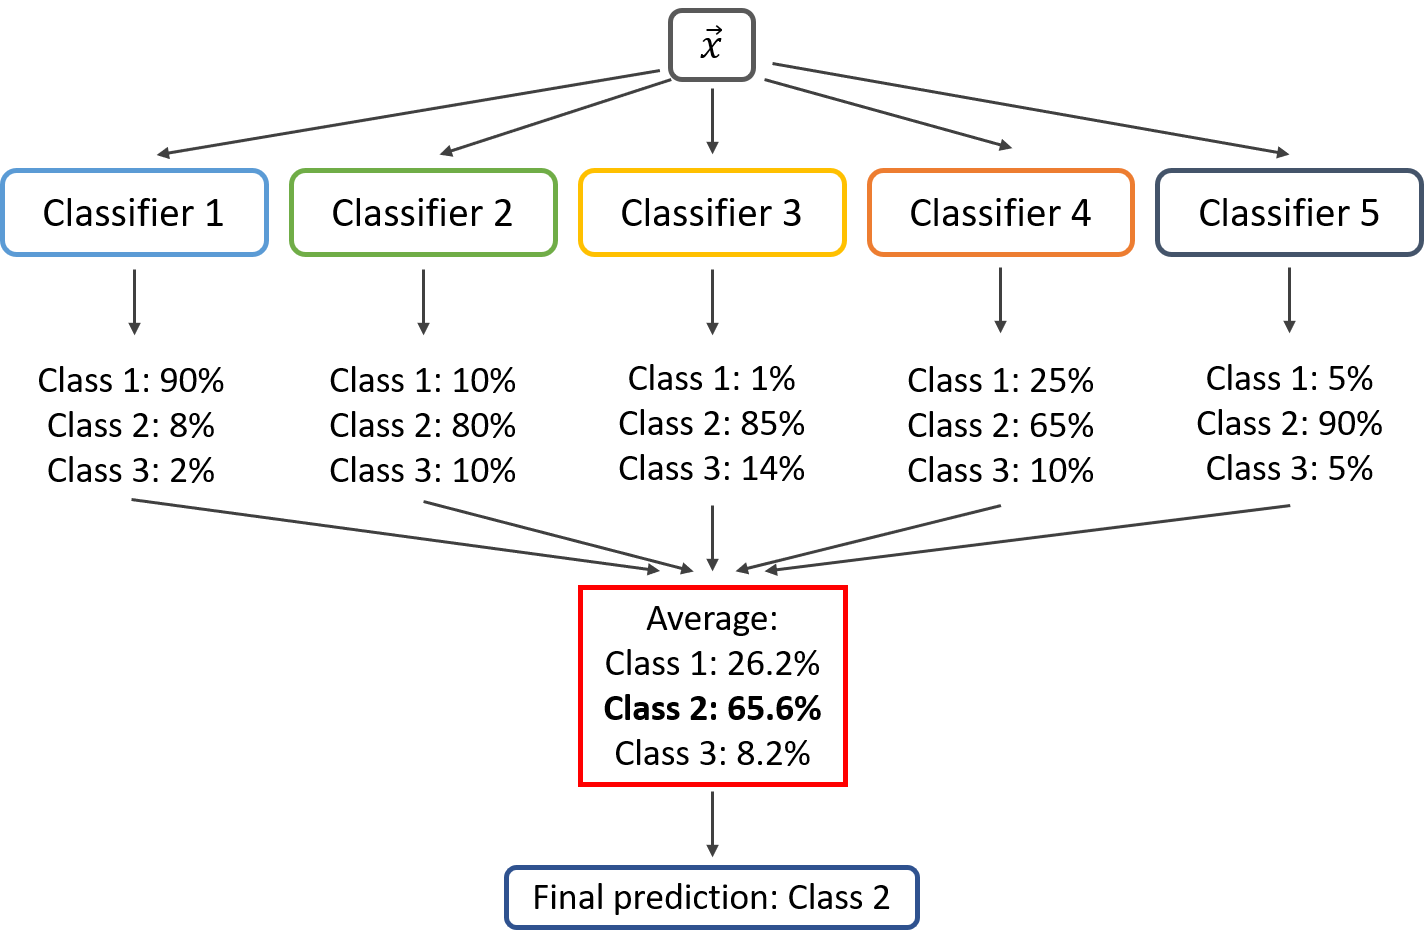 x⃗
Classifier 1
Classifier 2
Classifier 3
Classifier 4
Classifier 5
Class 1: 90%
Class 2: 8%
Class 3: 2%
Class 1: 10%
Class 2: 80%
Class 3: 10%
Class 1: 1%
Class 2: 85%
Class 3: 14%
Class 1: 25%
Class 2: 65%
Class 3: 10%
Class 1: 5%
Class 2: 90%
Class 3: 5%
Average:
Class 1: 26.2%
Class 2: 65.6%
Class 3: 8.2%
Final prediction: Class 2